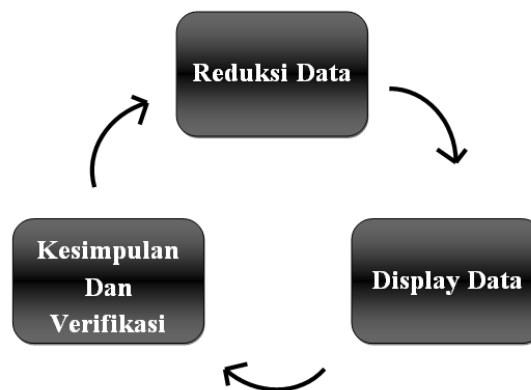 Reduksi Data
Display Data
Kesimpulan
Dan
Verifikasi